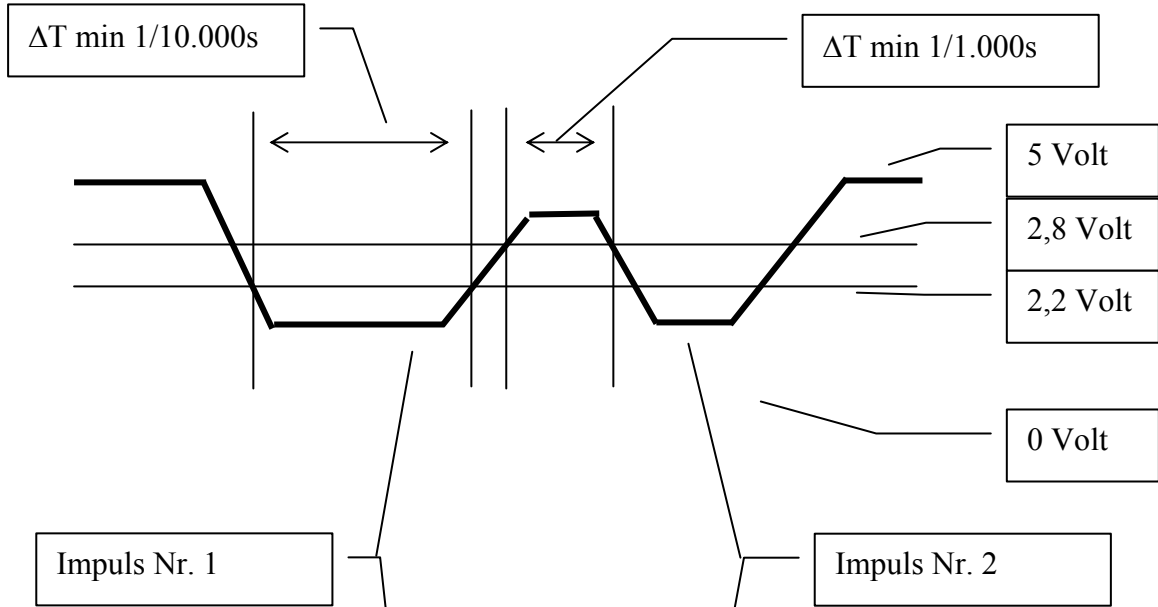 ΔT min 1/10.000s
ΔT min 1/1.000s
5 Volt
2,8 Volt
2,2 Volt
0 Volt
Impuls Nr. 1
Impuls Nr. 2